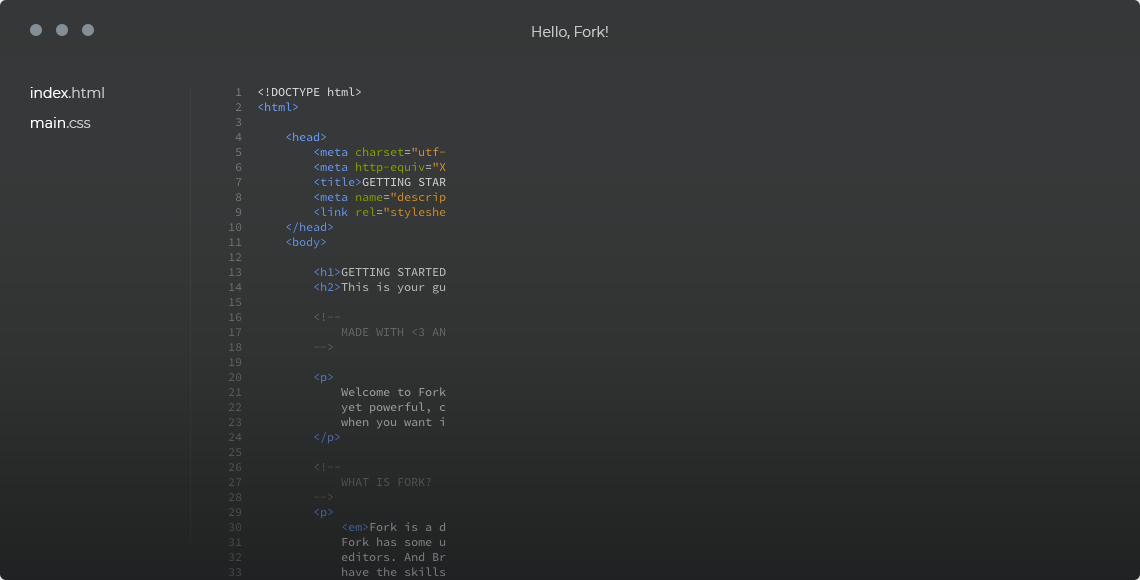 Hello, Fork!
index.html
main.css
1 <!DOCTYPE html>
2 <html>
3
4 <head>
5 <meta charset="utf-
6 <meta http-equiv="X
7 <title>GETTING STAR
8 <meta name="descrip
9 <link rel="styleshe
10 </head>
11 <body>
12
13 <h1>GETTING STARTED
14 <h2>This is your gu
15
16 <!--
17 MADE WITH <3 AN
18 -->
19
20 <p>
21 Welcome to Fork
22 yet powerful, c
23 when you want i
24 </p>
25
26 <!--
27 WHAT IS FORK?
28 -->
29 <p>
30 <em>Fork is a d
31 Fork has some u
32 editors. And Br
33 have the skills